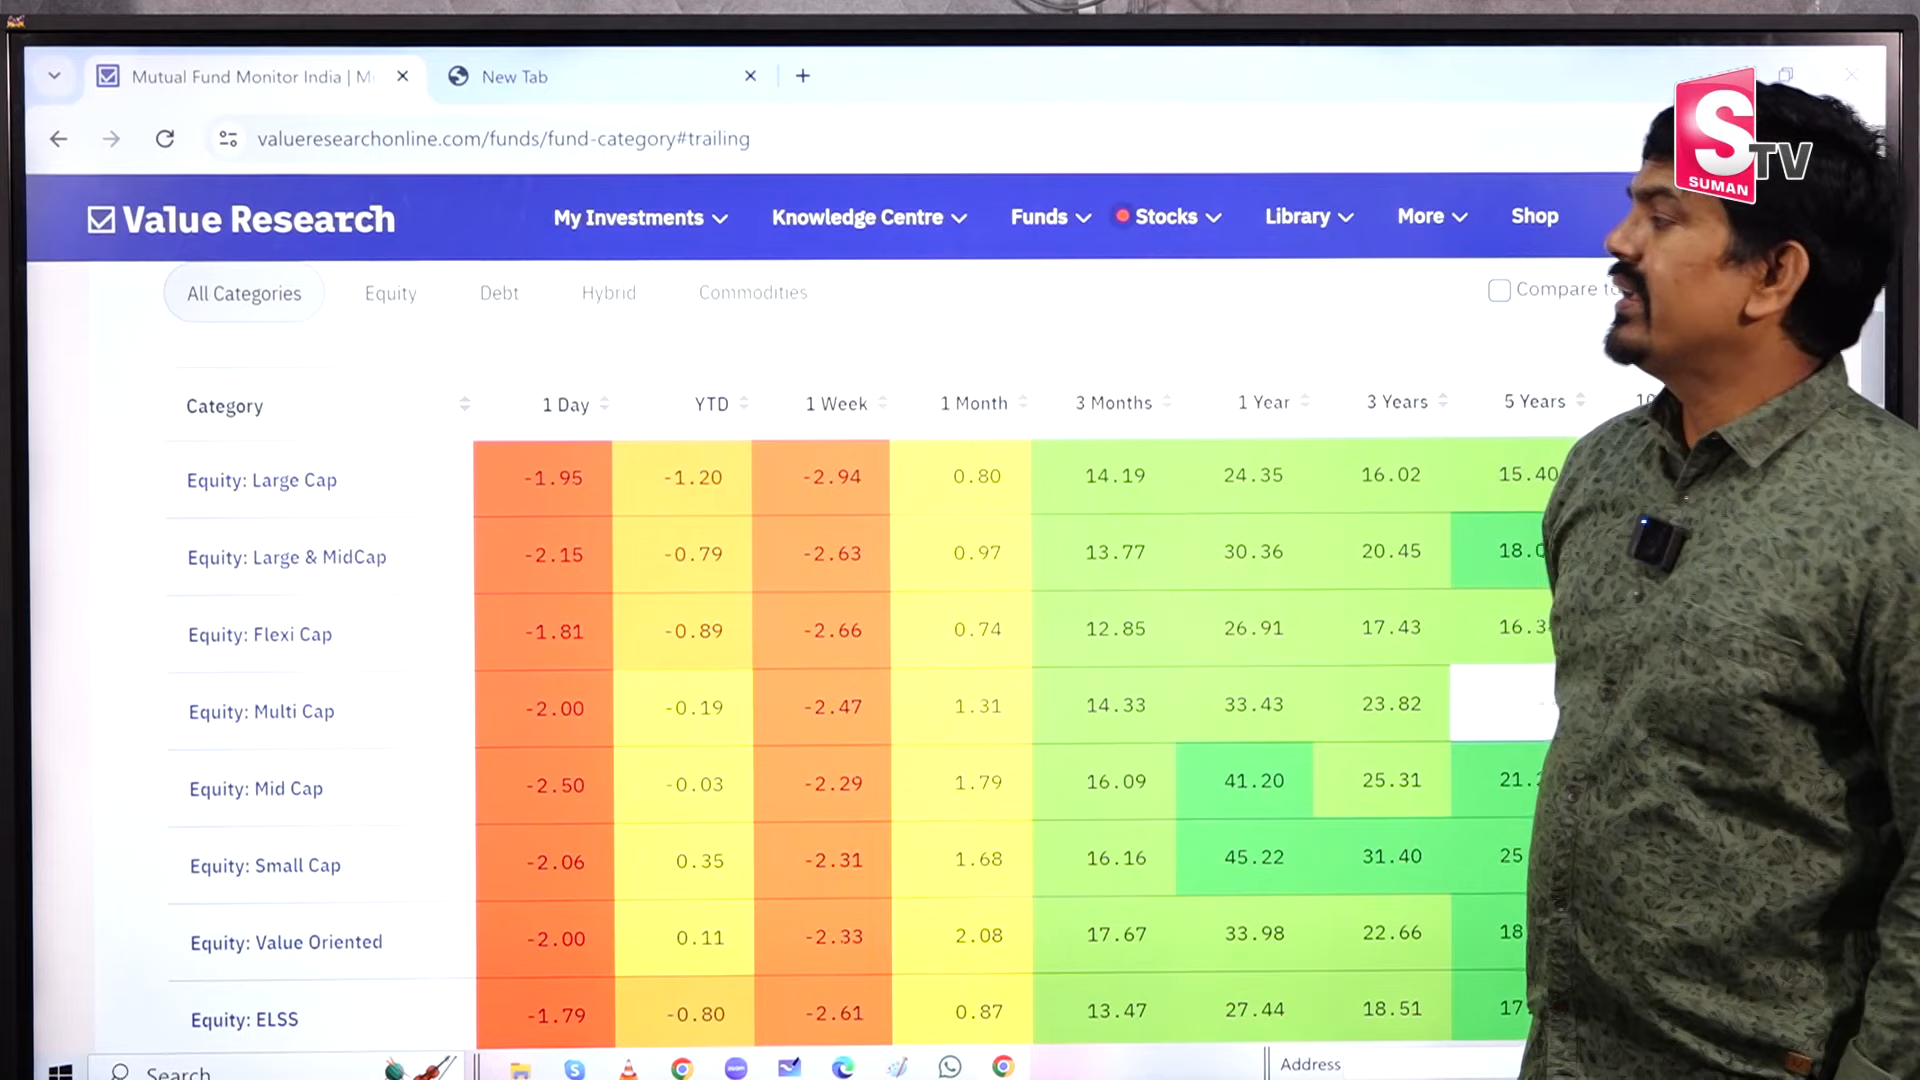 Mutual Fund Monitor India | M
New Tab
valueresearchonline.com/funds/fund-category#trailing
S TV
SUMAN
Value Research
My Investments
Knowledge Centre
Funds
Stocks
Library
More
Shop
All Categories
Equity
Debt
Hybrid
Commodities
Compare to
Category 1 Day YTD 1 Week 1 Month 3 Months 1 Year 3 Years 5 Years 10
Equity: Large Cap -1.95 -1.20 -2.94 0.80 14.19 24.35 16.02 15.40
Equity: Large & MidCap -2.15 -0.79 -2.63 0.97 13.77 30.36 20.45 18.0
Equity: Flexi Cap -1.81 -0.89 -2.66 0.74 12.85 26.91 17.43 16.3
Equity: Multi Cap -2.00 -0.19 -2.47 1.31 14.33 33.43 23.82
Equity: Mid Cap -2.50 -0.03 -2.29 1.79 16.09 41.20 25.31 21.
Equity: Small Cap -2.06 0.35 -2.31 1.68 16.16 45.22 31.40 25
Equity: Value Oriented -2.00 0.11 -2.33 2.08 17.67 33.98 22.66 18
Equity: ELSS -1.79 -0.80 -2.61 0.87 13.47 27.44 18.51 17
Search
Address